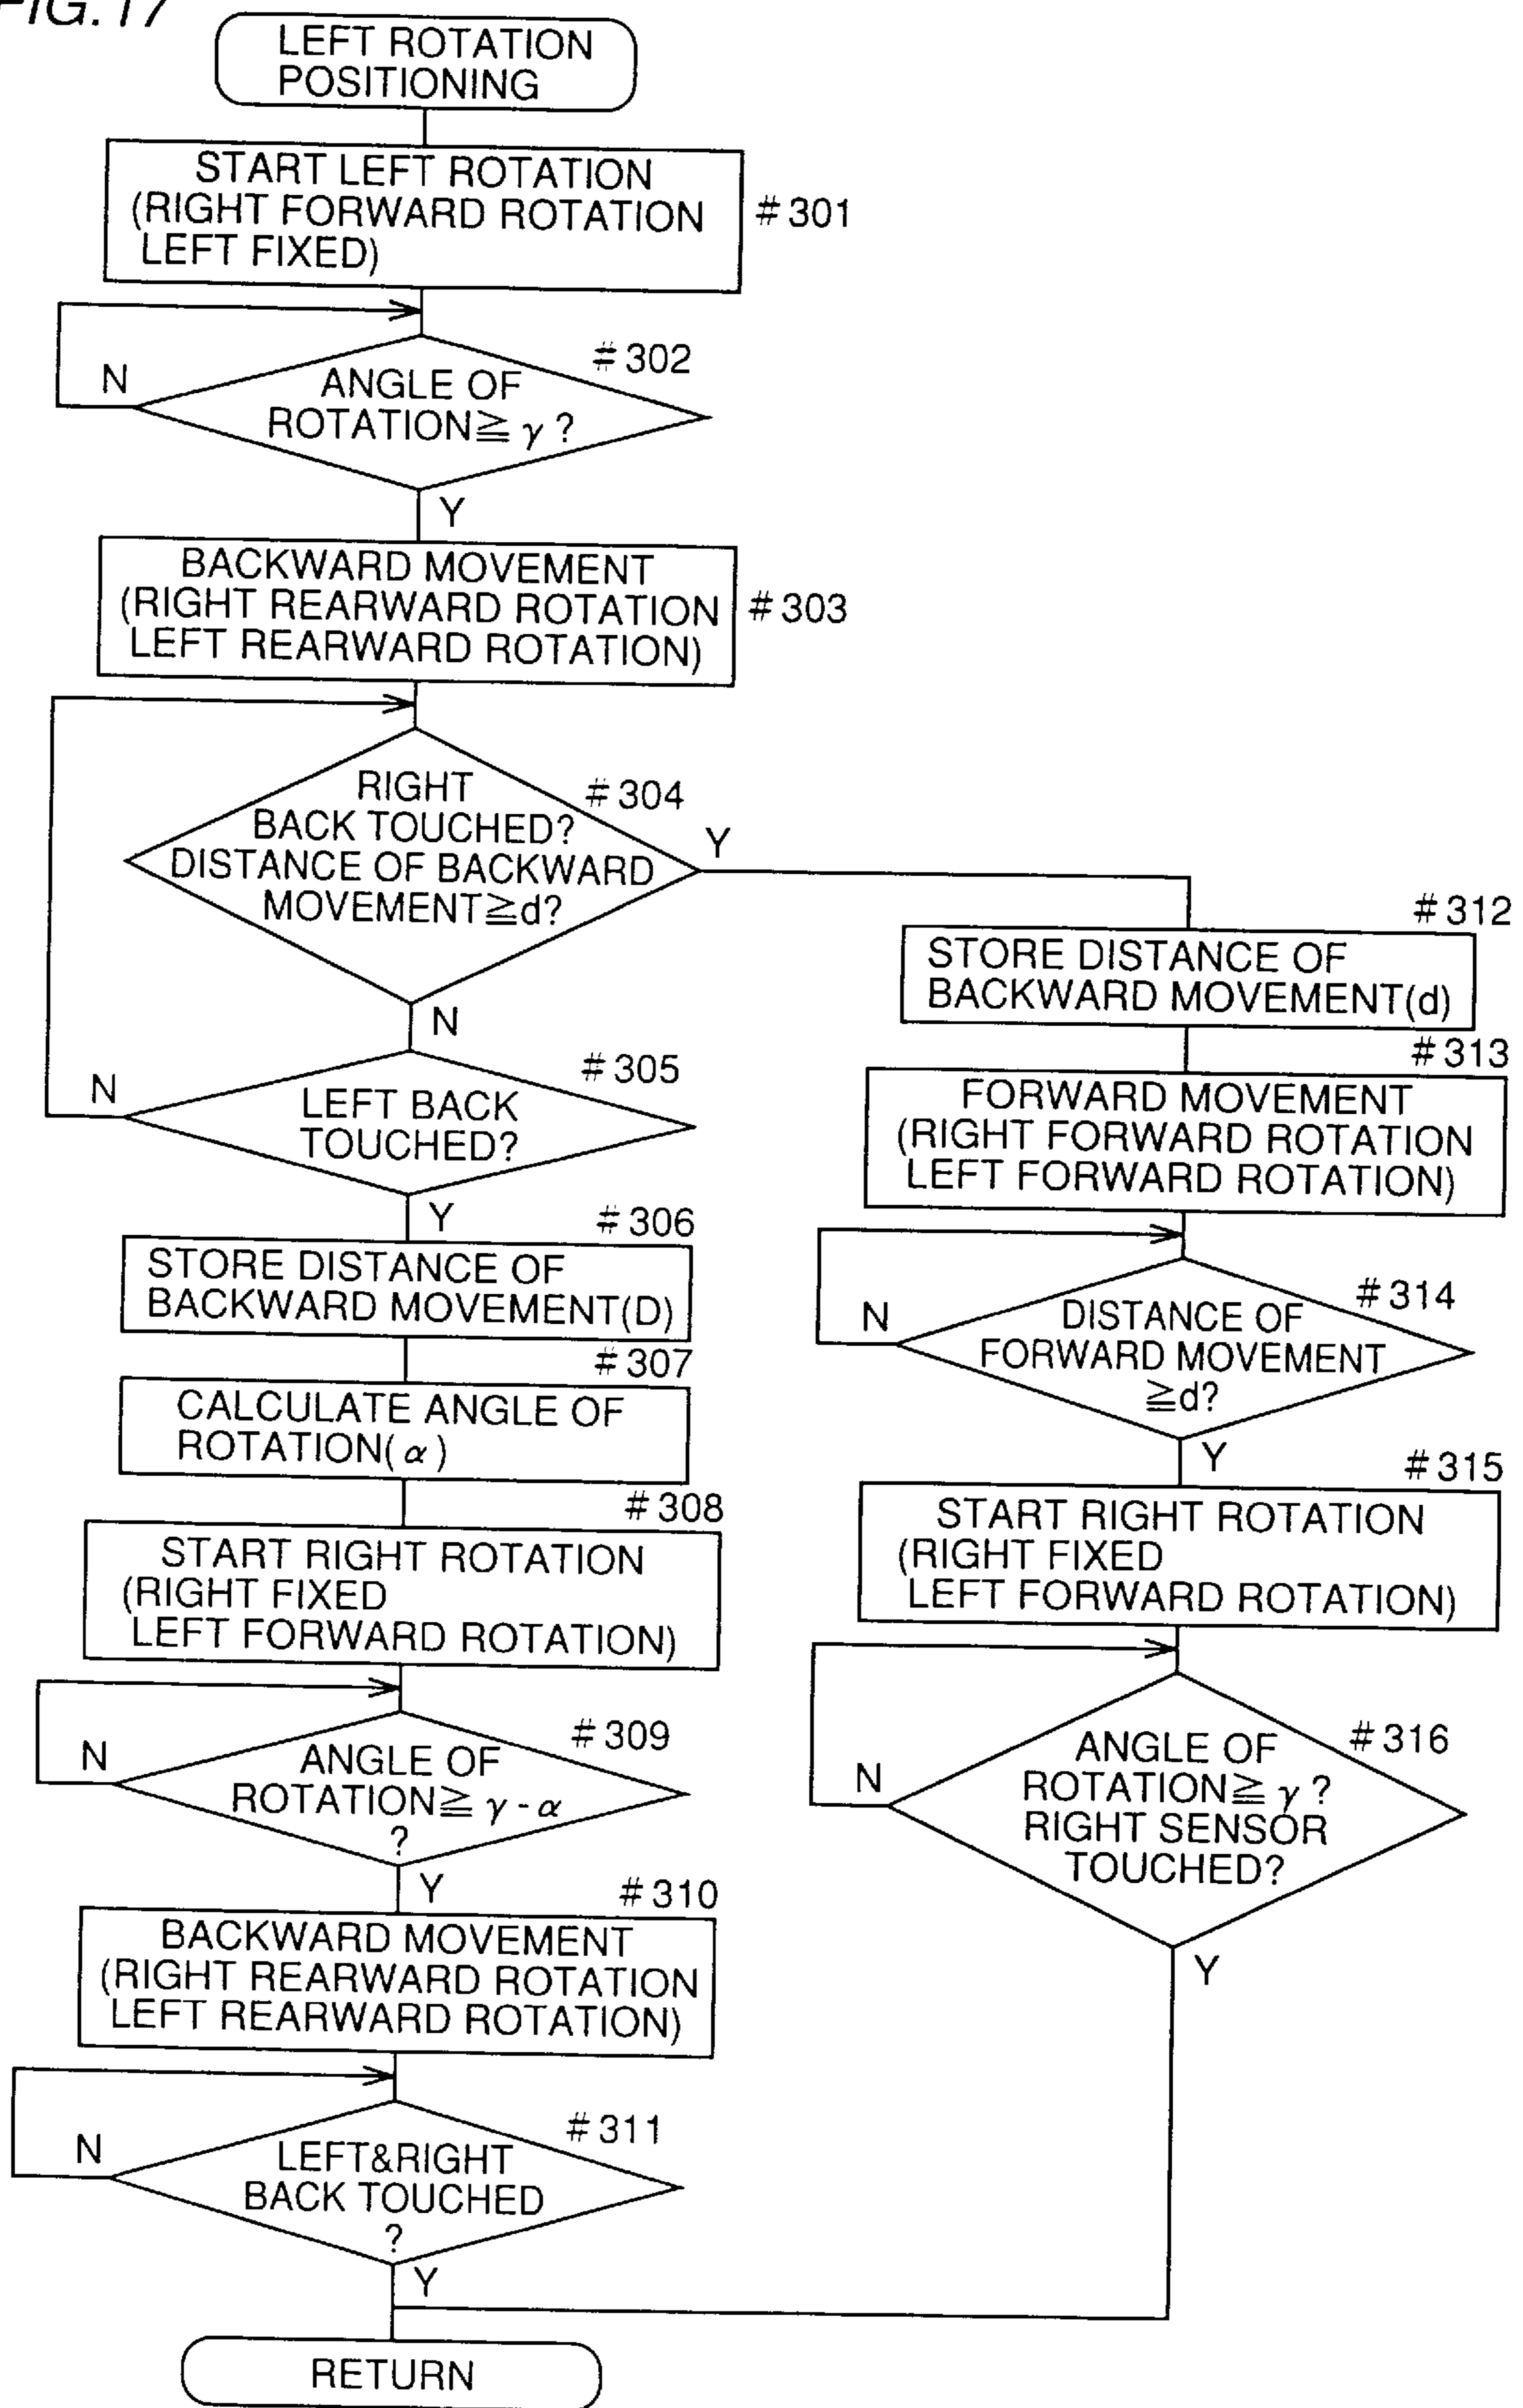 FIG.17
LEFT ROTATION
POSITIONING
START LEFT ROTATION
(RIGHT FORWARD ROTATION
LEFT FIXED)
#301
#302
N
ANGLE OF
ROTATION≧γ?
Y
BACKWARD MOVEMENT
(RIGHT REARWARD ROTATION
LEFT REARWARD ROTATION)
#303
RIGHT
BACK TOUCHED?
DISTANCE OF BACKWARD
MOVEMENT≧d?
#304
Y
N
#305
N
LEFT BACK
TOUCHED?
Y
#306
STORE DISTANCE OF
BACKWARD MOVEMENT(D)
#307
CALCULATE ANGLE OF
ROTATION(α)
#308
START RIGHT ROTATION
(RIGHT FIXED
LEFT FORWARD ROTATION)
#309
N
ANGLE OF
ROTATION≧γ-α
?
Y
#310
BACKWARD MOVEMENT
(RIGHT REARWARD ROTATION
LEFT REARWARD ROTATION)
#311
N
LEFT&RIGHT
BACK TOUCHED
?
Y
#312
STORE DISTANCE OF
BACKWARD MOVEMENT(d)
#313
FORWARD MOVEMENT
(RIGHT FORWARD ROTATION
LEFT FORWARD ROTATION)
#314
N
DISTANCE OF
FORWARD MOVEMENT
≧d?
Y
#315
START RIGHT ROTATION
(RIGHT FIXED
LEFT FORWARD ROTATION)
#316
N
ANGLE OF
ROTATION≧γ?
RIGHT SENSOR
TOUCHED?
Y
RETURN